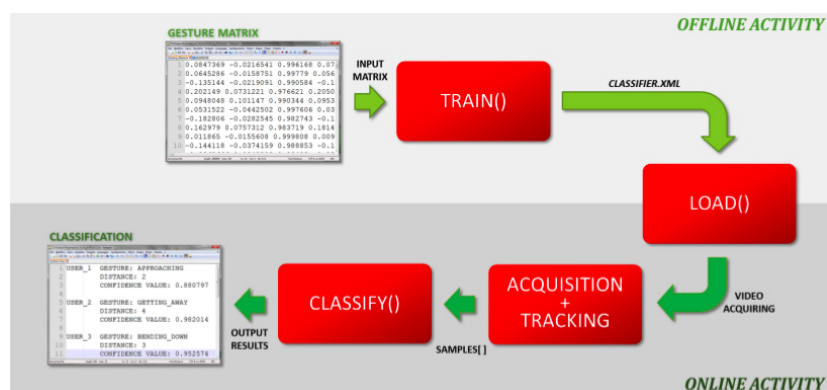 OFFLINE ACTIVITY
GESTURE MATRIX
1 0.0847369 -0.0216541 0.996168 0.07
2 0.0645286 -0.0158751 0.99779 0.056
3 -0.135144 -0.0219091 0.990584 -0.1
4 0.202149 0.0731221 0.976621 0.2050
5 0.0948048 0.101147 0.990344 0.0953
6 0.0531522 -0.0442502 0.997606 0.03
7 -0.182806 -0.0282545 0.982743 -0.1
8 0.162979 0.0757312 0.983719 0.1814
9 0.011865 -0.0155608 0.999808 0.009
10 -0.144118 -0.0374159 0.988853 -0.1
INPUT
MATRIX
TRAIN()
CLASSIFIER.XML
LOAD()
CLASSIFICATION
1 USER_1 GESTURE: APPROACHING
2 DISTANCE: 2
3 CONFIDENCE VALUE: 0.880797
4
5 USER_2 GESTURE: GETTING_AWAY
6 DISTANCE: 4
7 CONFIDENCE VALUE: 0.982014
8
9 USER_3 GESTURE: BENDING_DOWN
10 DISTANCE: 3
11 CONFIDENCE VALUE: 0.952574
OUTPUT
RESULTS
CLASSIFY()
SAMPLES[ ]
ACQUISITION
+
TRACKING
VIDEO
ACQUIRING
ONLINE ACTIVITY